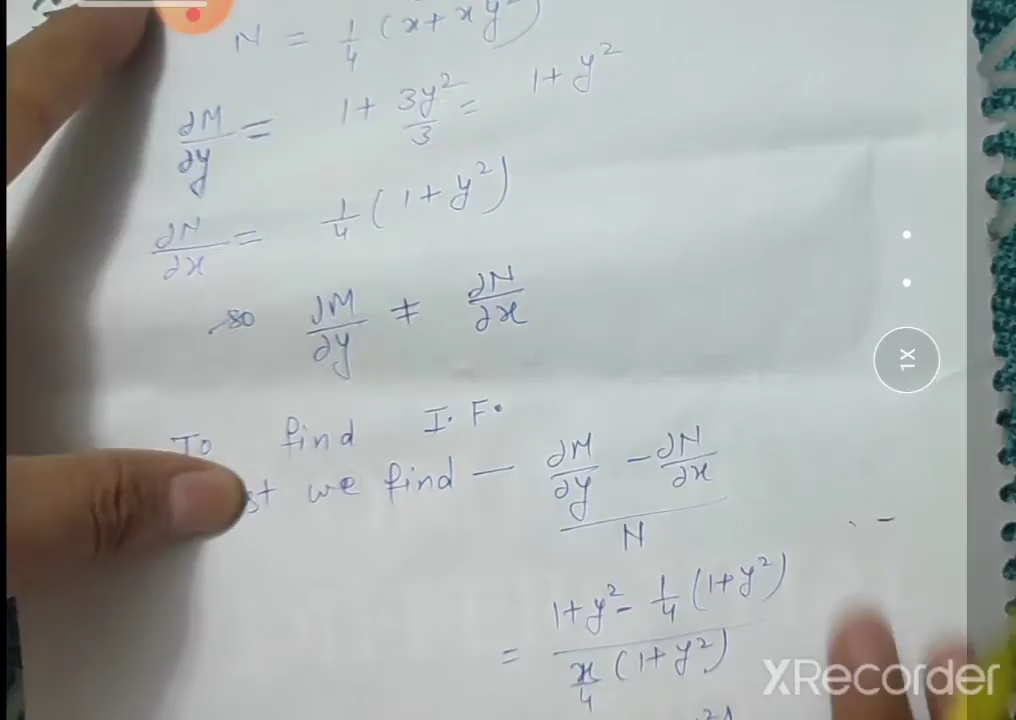 N = 1/4 (x + xy²)
∂M/∂y = 1 + 3y²/3 = 1 + y²
∂N/∂x = 1/4 (1 + y²)
so ∂M/∂y ≠ ∂N/∂x
To find I.F.
st we find — (∂M/∂y - ∂N/∂x)/N
= (1+y² - 1/4 (1+y²))/(x/4 (1+y²))
1X
XRecorder